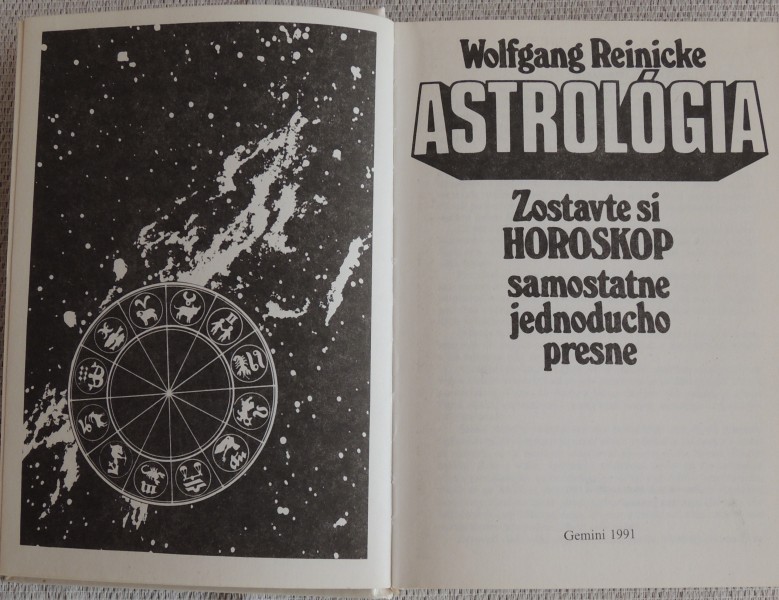 Wolfgang Reinicke
ASTROLÓGIA
Zostavte si
HOROSKOP
samostatne
jednoducho
presne
Gemini 1991